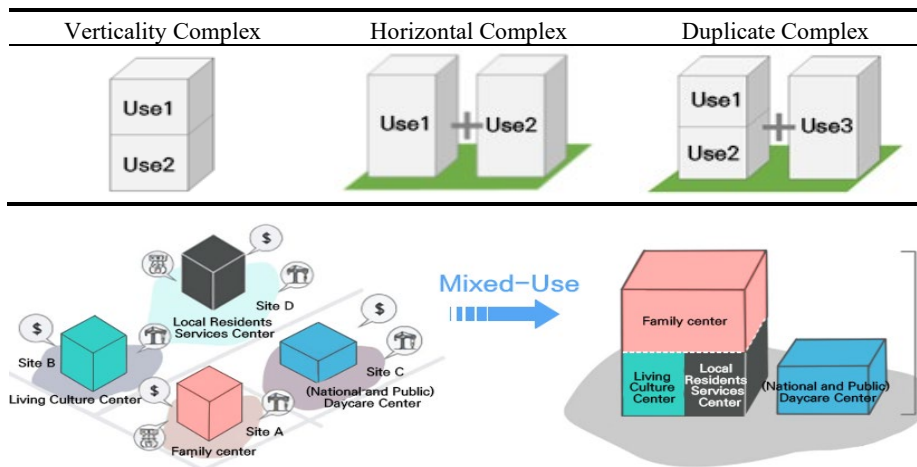 Verticality Complex Horizontal Complex Duplicate Complex
Use1
Use2
Use1 + Use2
Use1
Use2
+ Use3
$
$
$
$
Site D
Local Residents
Services Center
Site B
Living Culture Center
Site C
(National and Public)
Daycare Center
Site A
Family center
Mixed-Use
Family center
Living
Culture
Center
Local
Residents
Services
Center
(National and Public)
Daycare Center